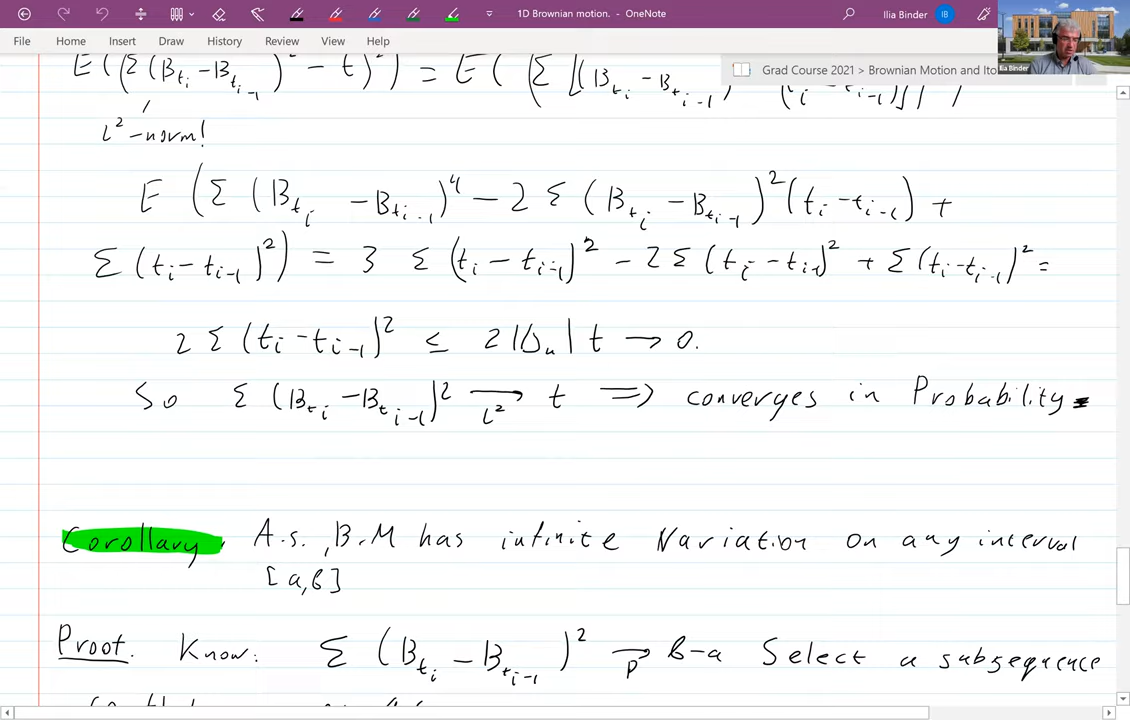 1D Brownian motion. - OneNote
Ilia Binder IB
File Home Insert Draw History Review View Help
Grad Course 2021 > Brownian Motion and Ito
Ilia Binder
E((Σ(B_{t_i} - B_{t_{i-1}})^2 - t)^2) = E((Σ[(B_{t_i} - B_{t_{i-1}})
L^2-norm!
E(Σ(B_{t_i} - B_{t_{i-1}})^4 - 2Σ(B_{t_i} - B_{t_{i-1}})^2(t_i - t_{i-1}) +
Σ(t_i - t_{i-1})^2) = 3Σ(t_i - t_{i-1})^2 - 2Σ(t_i - t_{i-1})^2 + Σ(t_i - t_{i-1})^2 =
2Σ(t_i - t_{i-1})^2 ≤ 2|Δ_n|t → 0.
So Σ(B_{t_i} - B_{t_{i-1}})^2 →_{L^2} t ⇒ converges in Probability.
Corollary. A.s., B.M has infinite Variation on any interval
[a,b]
Proof. Know: Σ(B_{t_i} - B_{t_{i-1}})^2 →_p b-a Select a subsequence